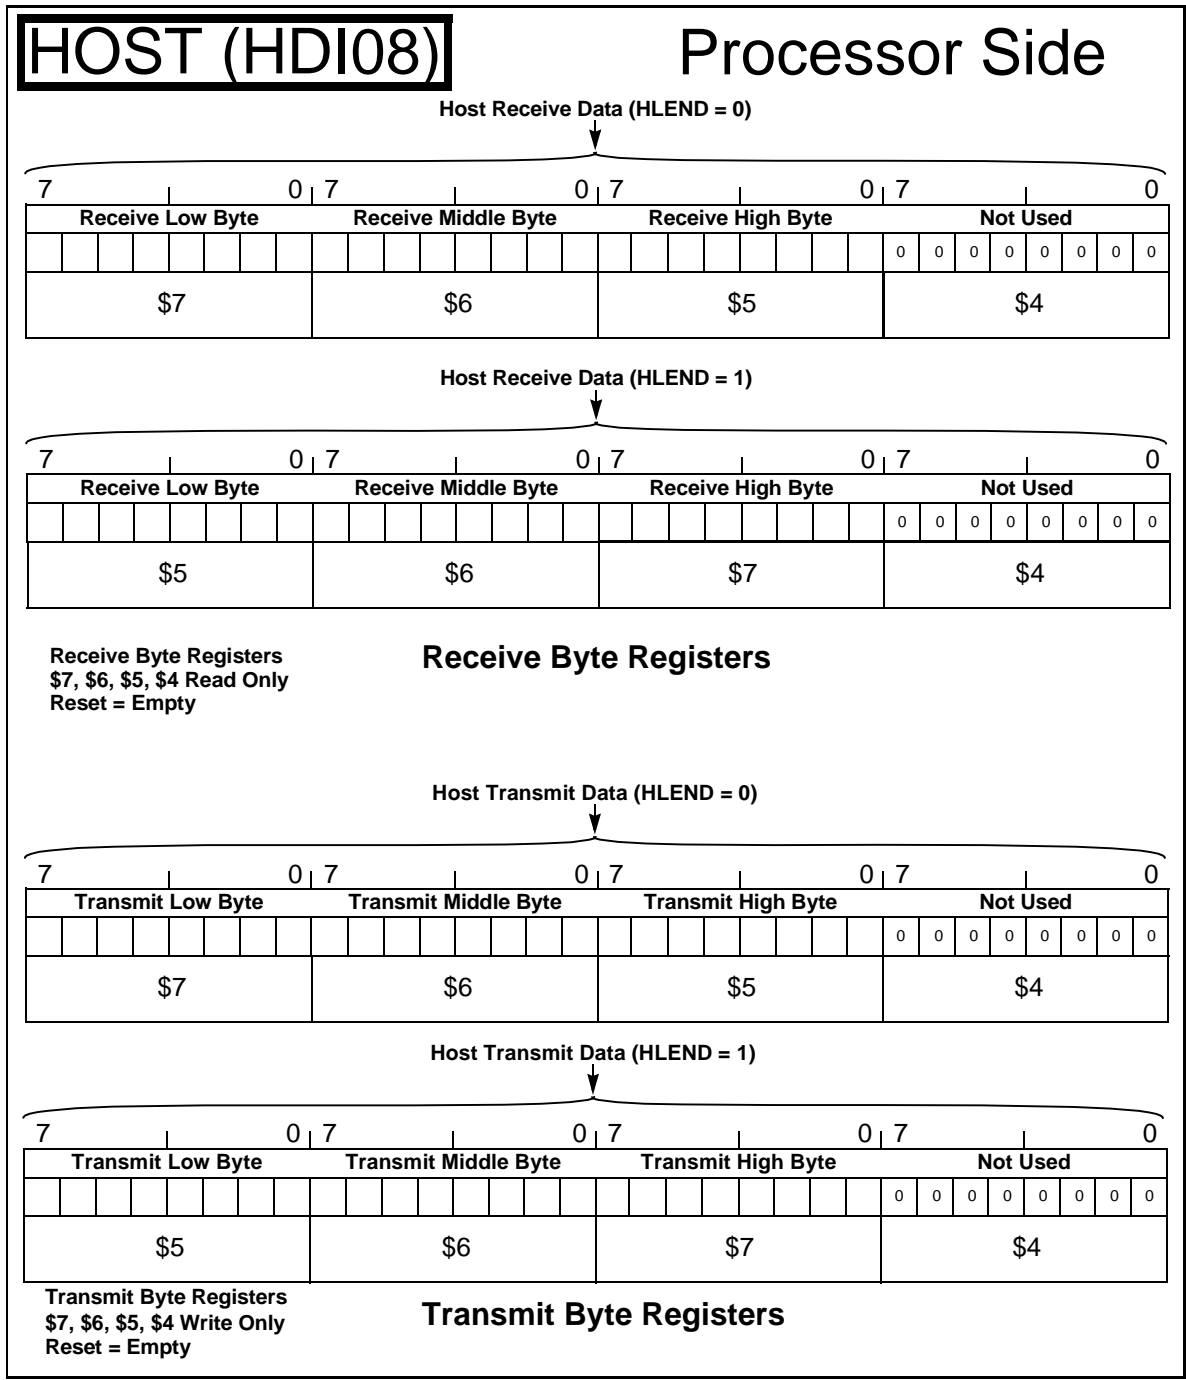 HOST (HDI08) Processor Side
Host Receive Data (HLEND = 0)
7 0 7 0 7 0 7 0
Receive Low Byte Receive Middle Byte Receive High Byte Not Used
0 0 0 0 0 0 0 0
$7 $6 $5 $4
Host Receive Data (HLEND = 1)
7 0 7 0 7 0 7 0
Receive Low Byte Receive Middle Byte Receive High Byte Not Used
0 0 0 0 0 0 0 0
$5 $6 $7 $4
Receive Byte Registers
$7, $6, $5, $4 Read Only
Reset = Empty
Receive Byte Registers
Host Transmit Data (HLEND = 0)
7 0 7 0 7 0 7 0
Transmit Low Byte Transmit Middle Byte Transmit High Byte Not Used
0 0 0 0 0 0 0 0
$7 $6 $5 $4
Host Transmit Data (HLEND = 1)
7 0 7 0 7 0 7 0
Transmit Low Byte Transmit Middle Byte Transmit High Byte Not Used
0 0 0 0 0 0 0 0
$5 $6 $7 $4
Transmit Byte Registers
$7, $6, $5, $4 Write Only
Reset = Empty
Transmit Byte Registers